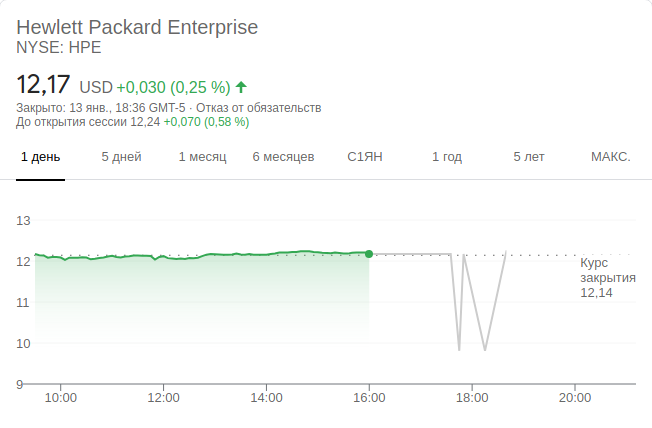 Hewlett Packard Enterprise
NYSE: HPE
12,17 USD +0,030 (0,25 %)
Закрыто: 13 янв., 18:36 GMT-5 · Отказ от обязательств
До открытия сессии 12,24 +0,070 (0,58 %)
1 день 5 дней 1 месяц 6 месяцев С1ЯН 1 год 5 лет МАКС.
13
12
11
10
9
Курс
закрытия
12,14
10:00 12:00 14:00 16:00 18:00 20:00